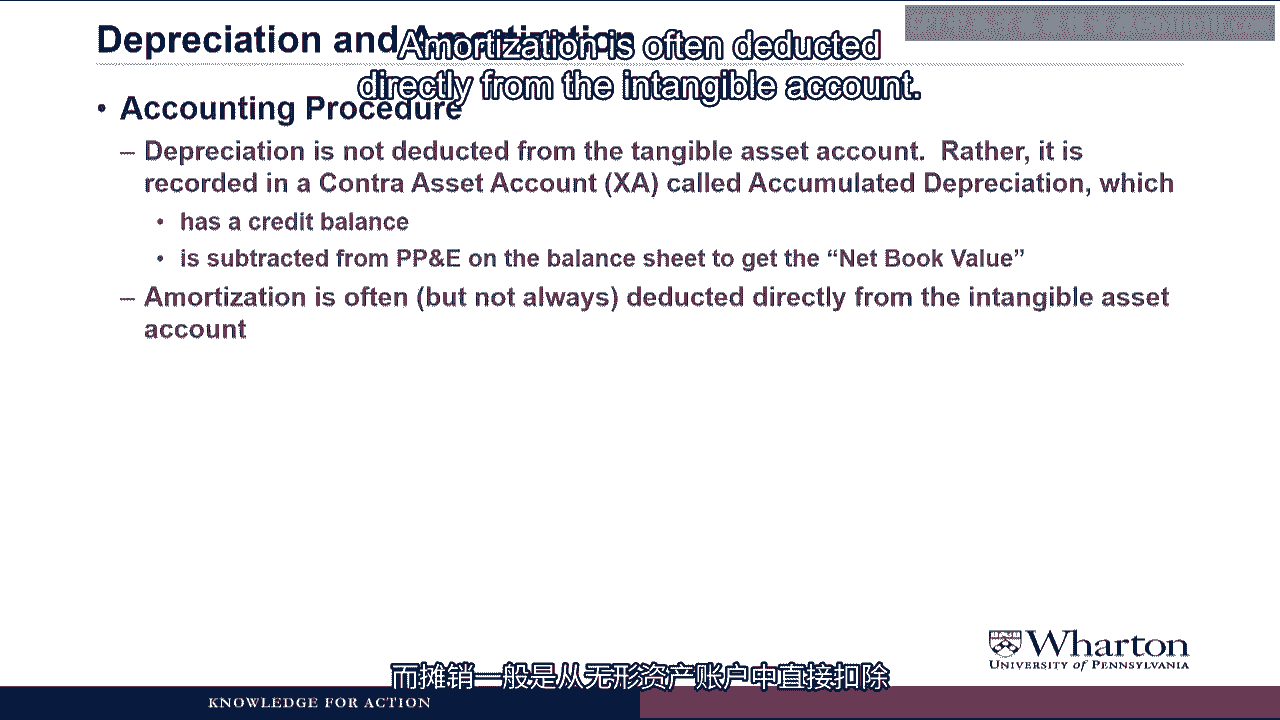 Depreciation and Amortization
Amortization is often deducted
directly from the intangible account.
• Accounting Procedure
– Depreciation is not deducted from the tangible asset account. Rather, it is
recorded in a Contra Asset Account (XA) called Accumulated Depreciation, which
• has a credit balance
• is subtracted from PP&E on the balance sheet to get the “Net Book Value”
– Amortization is often (but not always) deducted directly from the intangible asset
account
Wharton
UNIVERSITY of PENNSYLVANIA
而摊销一般是从无形资产账户中直接扣除
KNOWLEDGE FOR ACTION